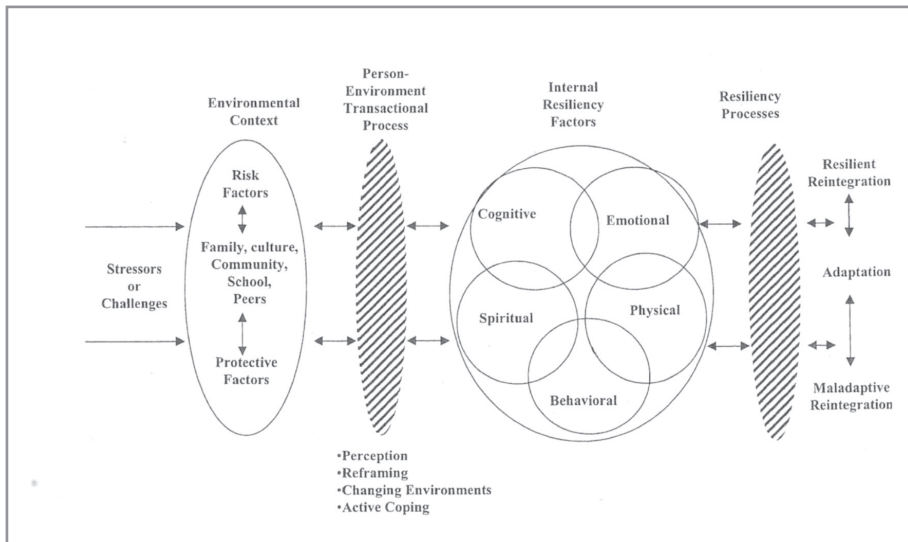 Environmental
Context
Person-
Environment
Transactional
Process
Internal
Resiliency
Factors
Resiliency
Processes
Stressors
or
Challenges
Risk
Factors
Family, culture,
Community,
School,
Peers
Protective
Factors
•Perception
•Reframing
•Changing Environments
•Active Coping
Cognitive
Emotional
Spiritual
Physical
Behavioral
Resilient
Reintegration
Adaptation
Maladaptive
Reintegration